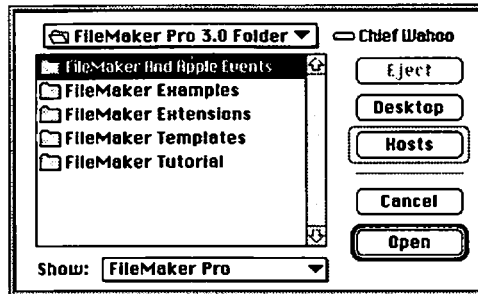 FileMaker Pro 3.0 Folder
Chief Wahoo
FileMaker And Apple Events
FileMaker Examples
FileMaker Extensions
FileMaker Templates
FileMaker Tutorial
Eject
Desktop
Hosts
Cancel
Open
Show: FileMaker Pro